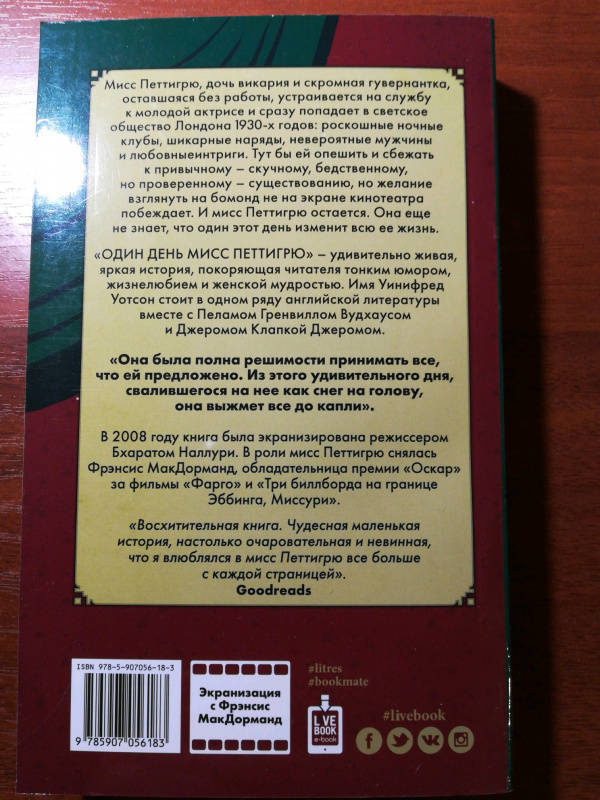 Мисс Петтигрю, дочь викария и скромная гувернантка,
оставшаяся без работы, устраивается на службу
к молодой актрисе и сразу попадает в светское
общество Лондона 1930-х годов: роскошные ночные
клубы, шикарные наряды, невероятные мужчины
и любовныеинтриги. Тут бы ей опешить и сбежать
к привычному – скучному, бедственному,
но проверенному – существованию, но желание
взглянуть на бомонд не на экране кинотеатра
побеждает. И мисс Петтигрю остается. Она еще
не знает, что один этот день изменит всю ее жизнь.
«ОДИН ДЕНЬ МИСС ПЕТТИГРЮ» – удивительно живая,
яркая история, покоряющая читателя тонким юмором,
жизнелюбием и женской мудростью. Имя Уинифред
Уотсон стоит в одном ряду английской литературы
вместе с Пеламом Гренвиллом Вудхаусом
и Джеромом Клапкой Джеромом.
«Она была полна решимости принимать все,
что ей предложено. Из этого удивительного дня,
свалившегося на нее как снег на голову,
она выжмет все до капли».
В 2008 году книга была экранизирована режиссером
Бхаратом Наллури. В роли мисс Петтигрю снялась
Фрэнсис МакДорманд, обладательница премии «Оскар»
за фильмы «Фарго» и «Три биллборда на границе
Эббинга, Миссури».
«Восхитительная книга. Чудесная маленькая
история, настолько очаровательная и невинная,
что я влюблялся в мисс Петтигрю все больше
с каждой страницей».
Goodreads
ISBN 978-5-907056-18-3
9 785907 056183
Экранизация
с Фрэнсис
МакДорманд
#litres
#bookmate
LIVE
BOOK
e-book
#livebook